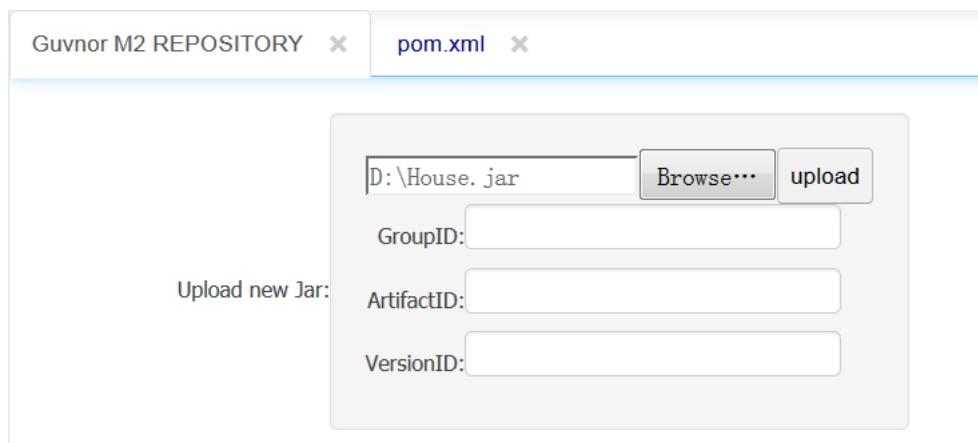 Guvnor M2 REPOSITORY × pom.xml ×
D:\House.jar Browse… upload
GroupID:
Upload new Jar:
ArtifactID:
VersionID: